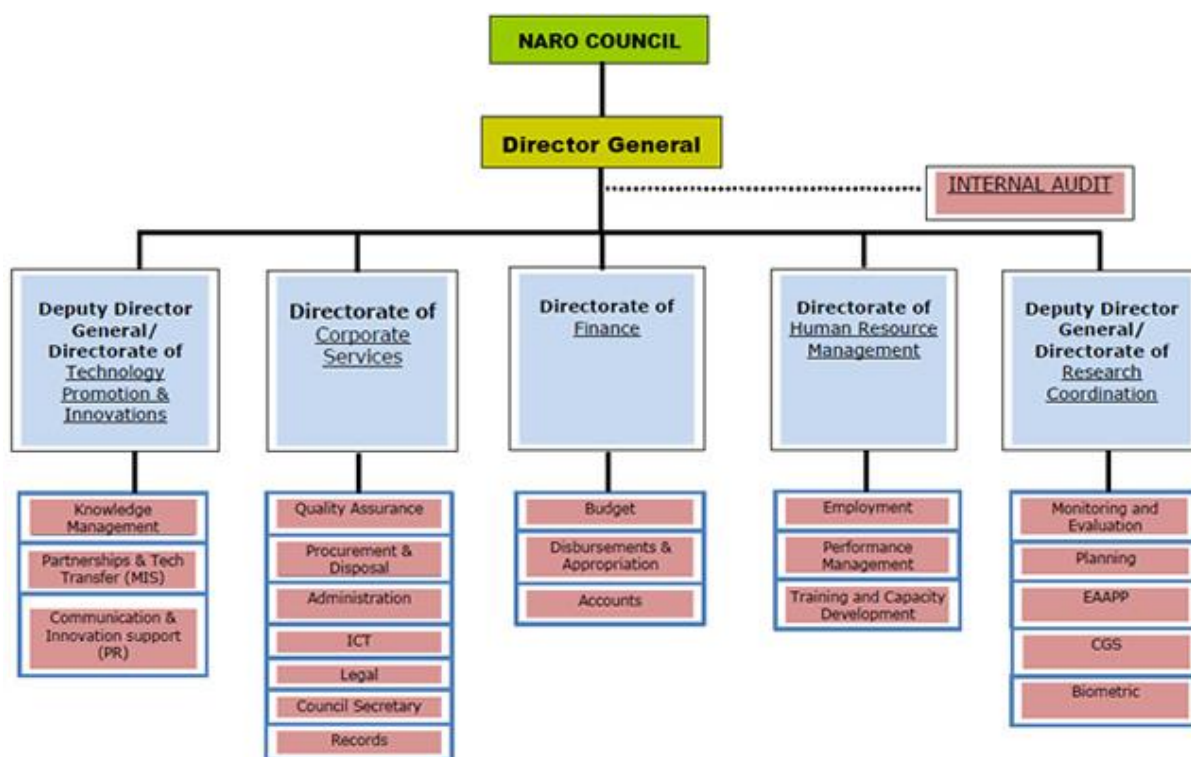 NARO COUNCIL
Director General
INTERNAL AUDIT
Deputy Director
General/
Directorate of
Technology
Promotion &
Innovations
Directorate of
Corporate
Services
Directorate of
Finance
Directorate of
Human Resource
Management
Deputy Director
General/
Directorate of
Research
Coordination
Knowledge
Management
Partnerships & Tech
Transfer (MIS)
Communication &
Innovation support
(PR)
Quality Assurance
Procurement &
Disposal
Administration
ICT
Legal
Council Secretary
Records
Budget
Disbursements &
Appropriation
Accounts
Employment
Performance
Management
Training and Capacity
Development
Monitoring and
Evaluation
Planning
EAAPP
CGS
Biometric